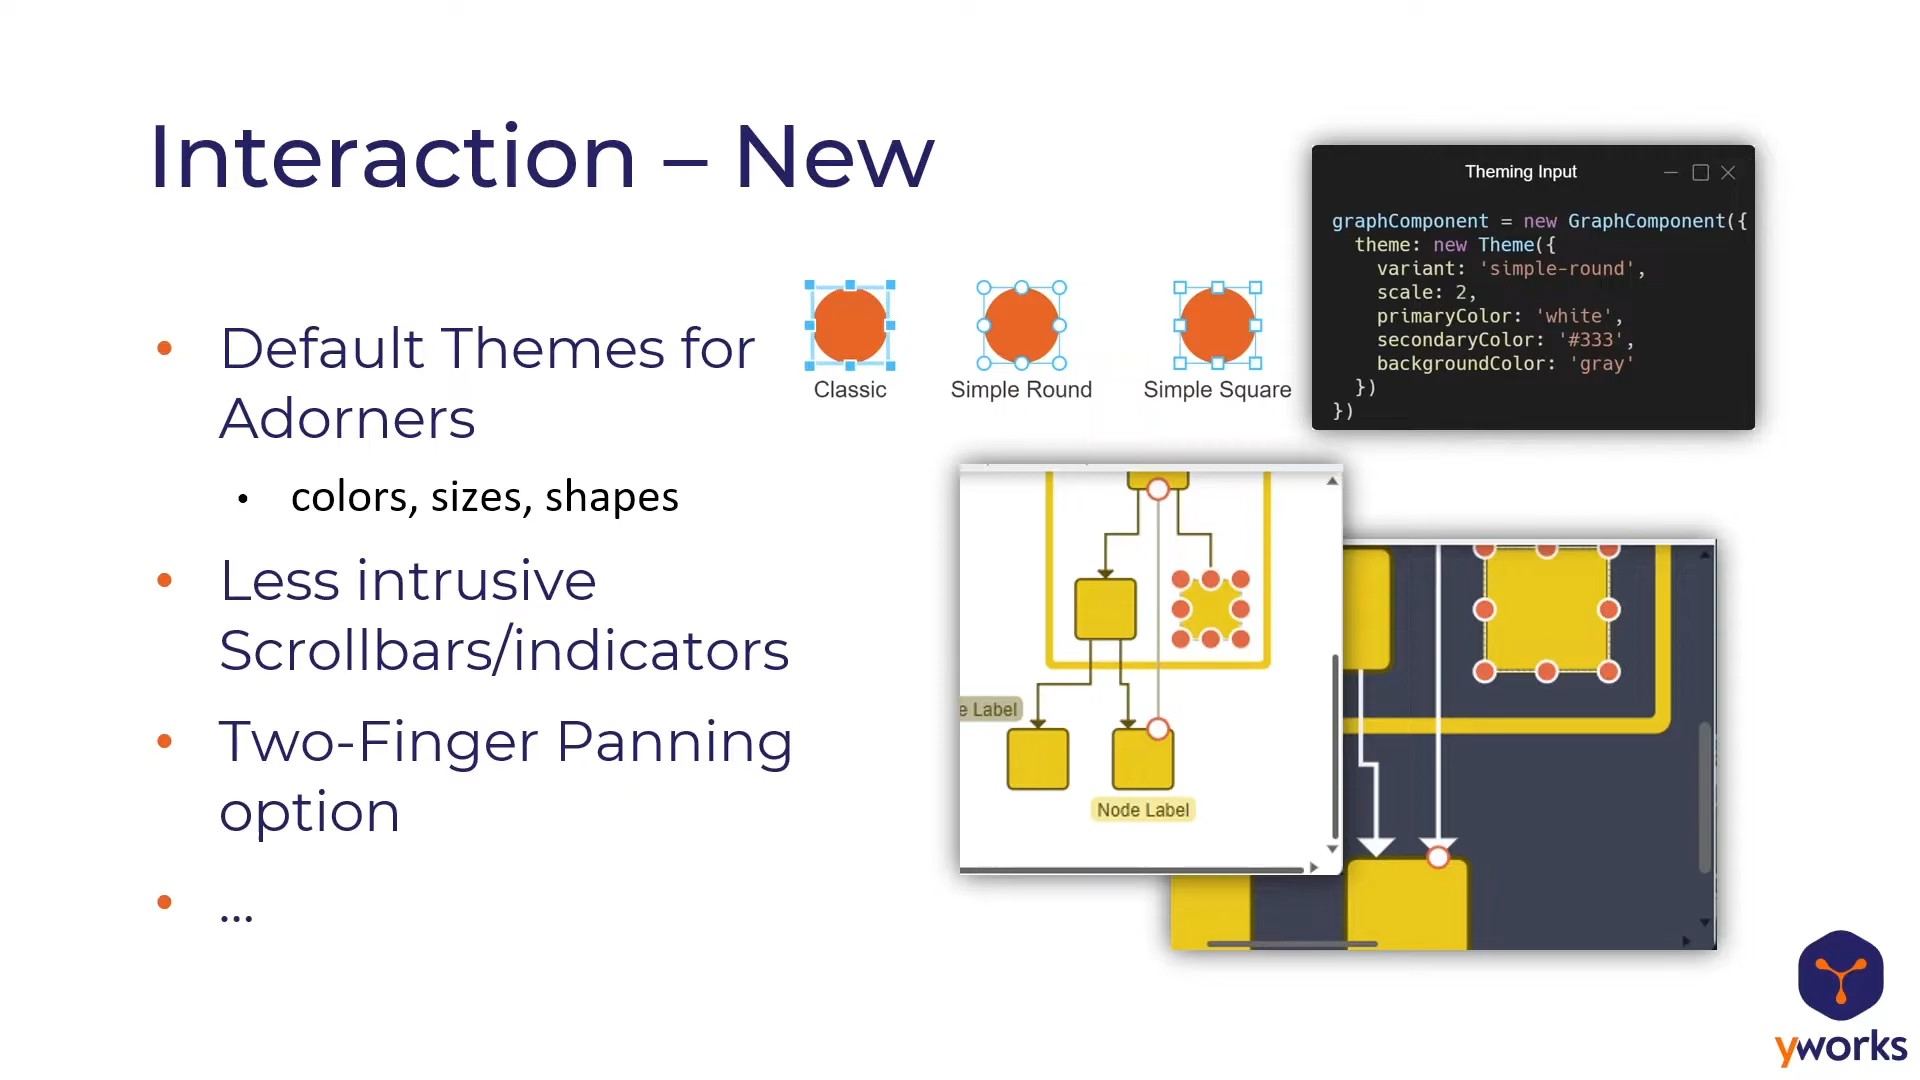 Interaction – New
• Default Themes for
Adorners
• colors, sizes, shapes
• Less intrusive
Scrollbars/indicators
• Two-Finger Panning
option
• ...
Classic
Simple Round
Simple Square
Theming Input
graphComponent = new GraphComponent({
  theme: new Theme({
    variant: 'simple-round',
    scale: 2,
    primaryColor: 'white',
    secondaryColor: '#333',
    backgroundColor: 'gray'
  })
})
e Label
Node Label
yworks